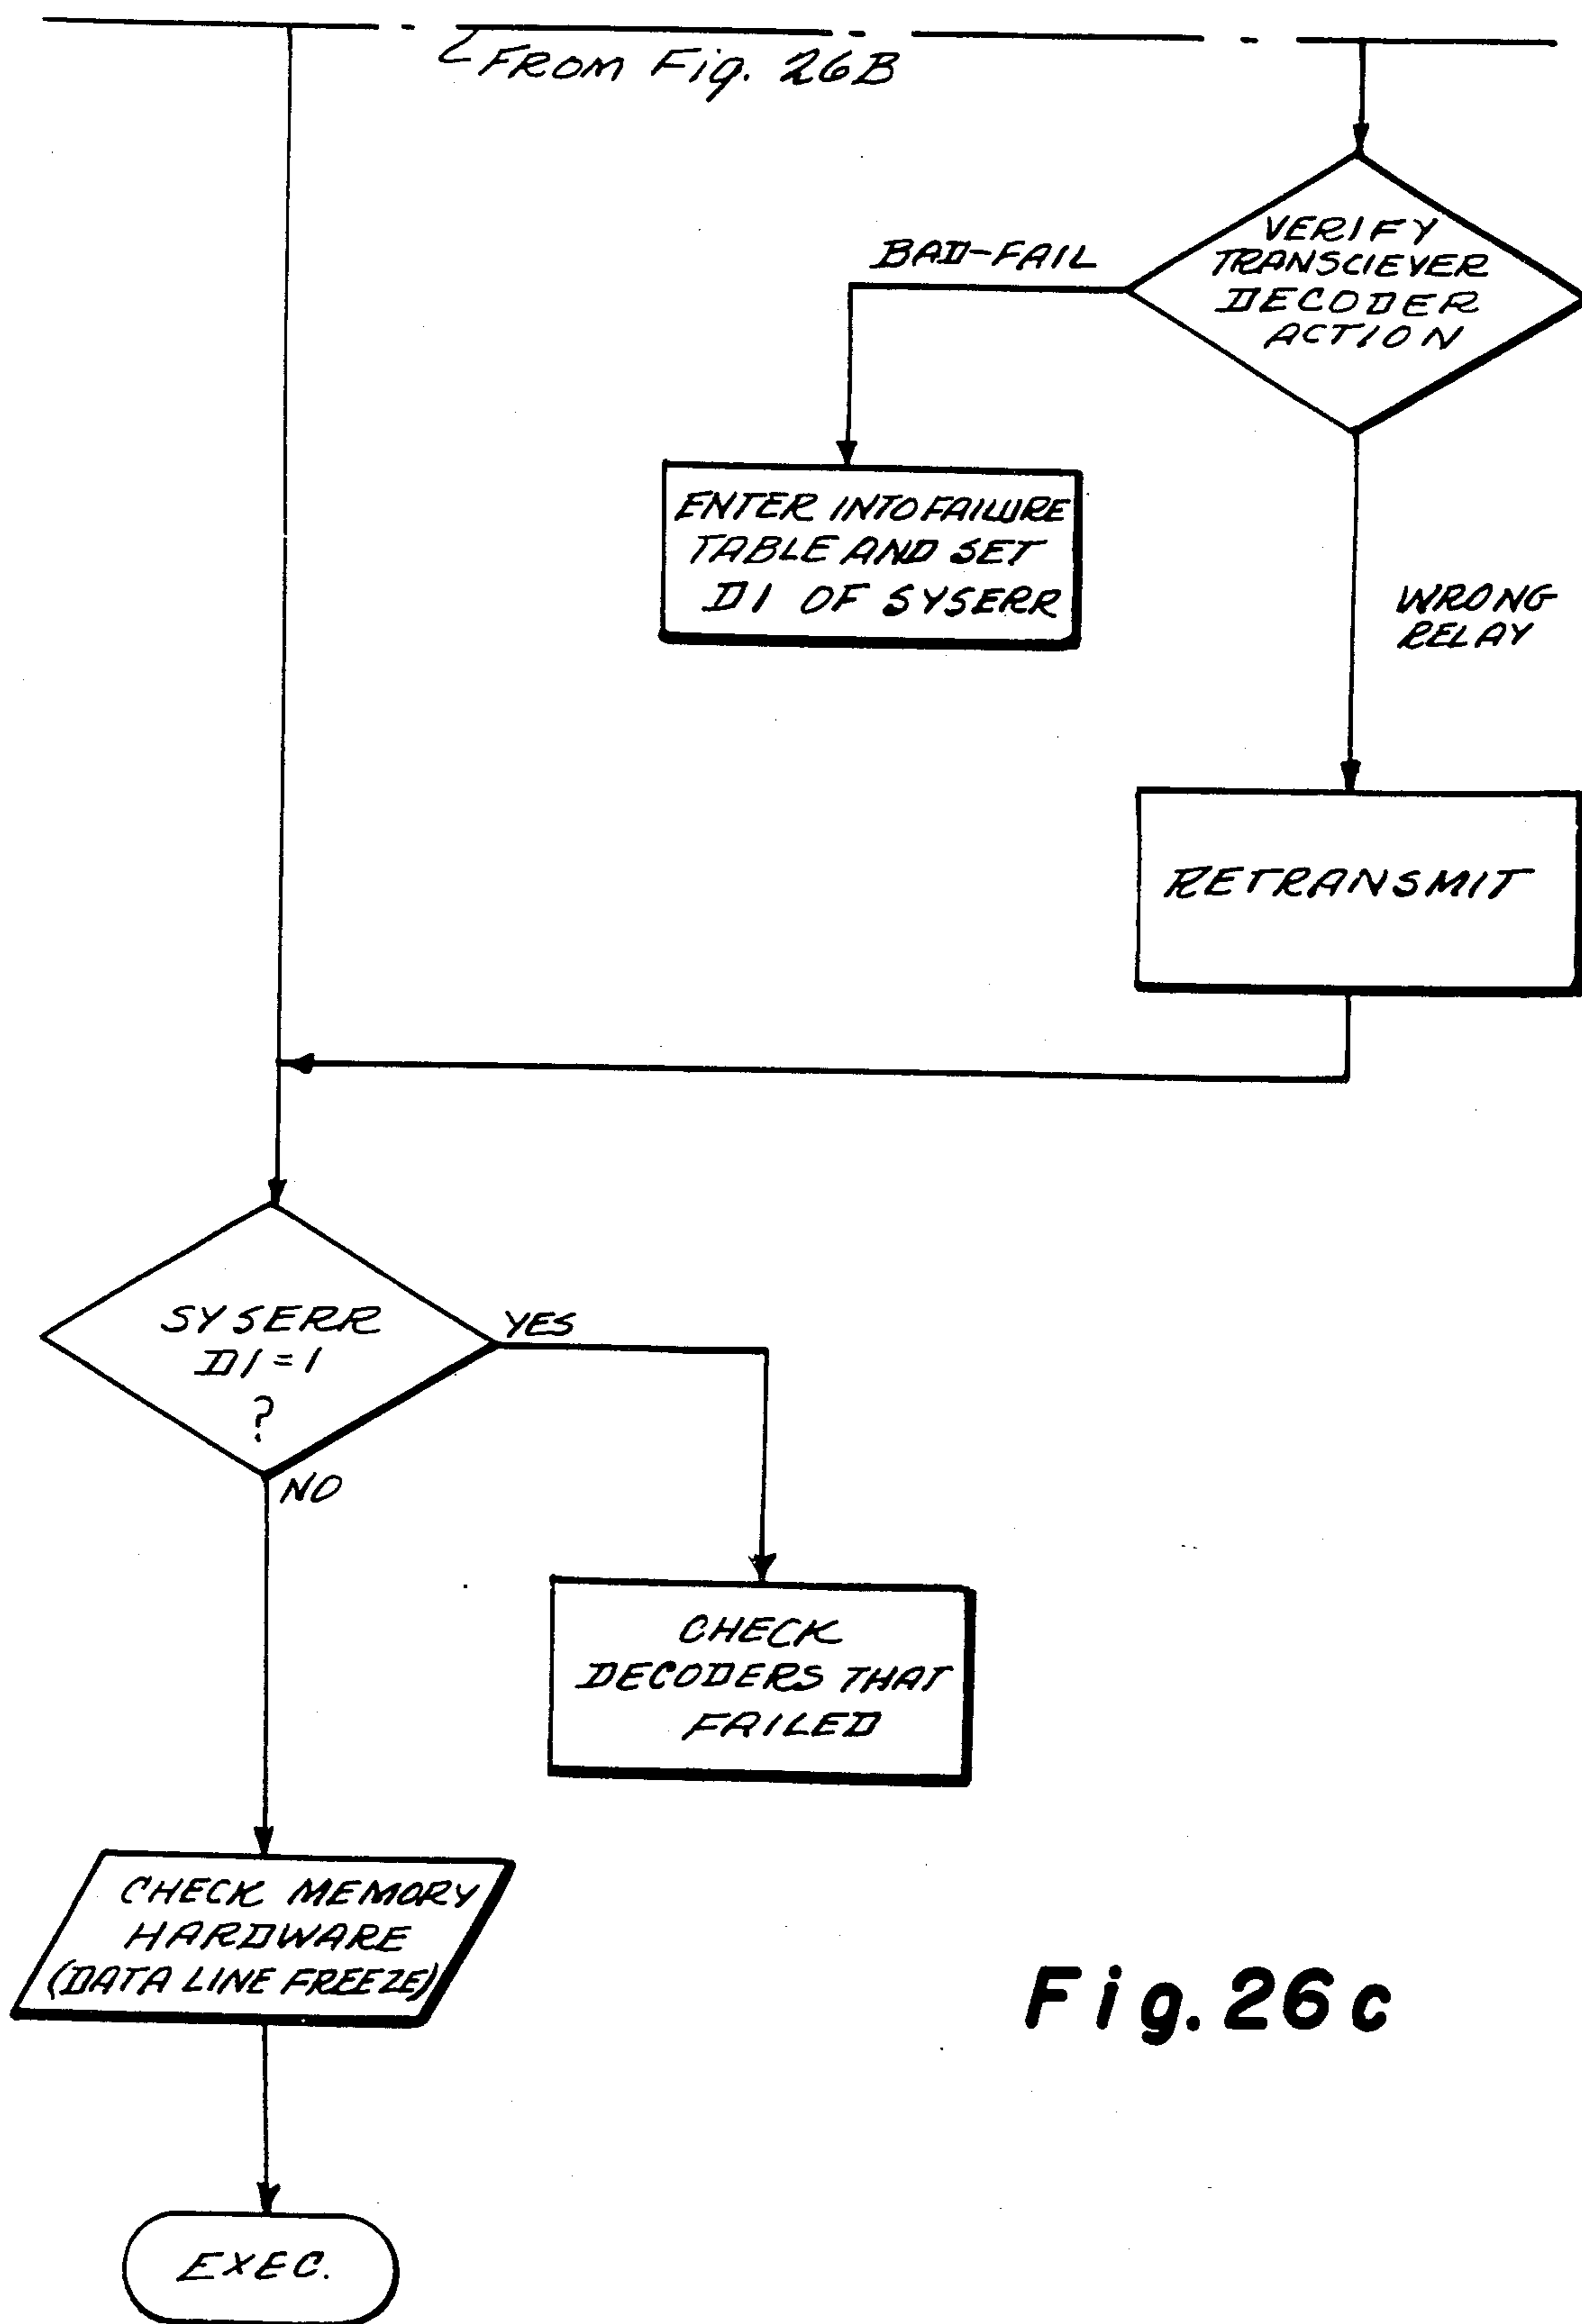 FROM Fig. 26B
VERIFY
TRANSCIEVER
DECODER
ACTION
BAD-FAIL
ENTER INTO FAILURE
TABLE AND SET
D1 OF SYSERR
WRONG
RELAY
RETRANSMIT
SYSERR
D1=1
?
YES
NO
CHECK
DECODERS THAT
FAILED
CHECK MEMORY
HARDWARE
(DATA LINE FREEZE)
Fig. 26c
EXEC.